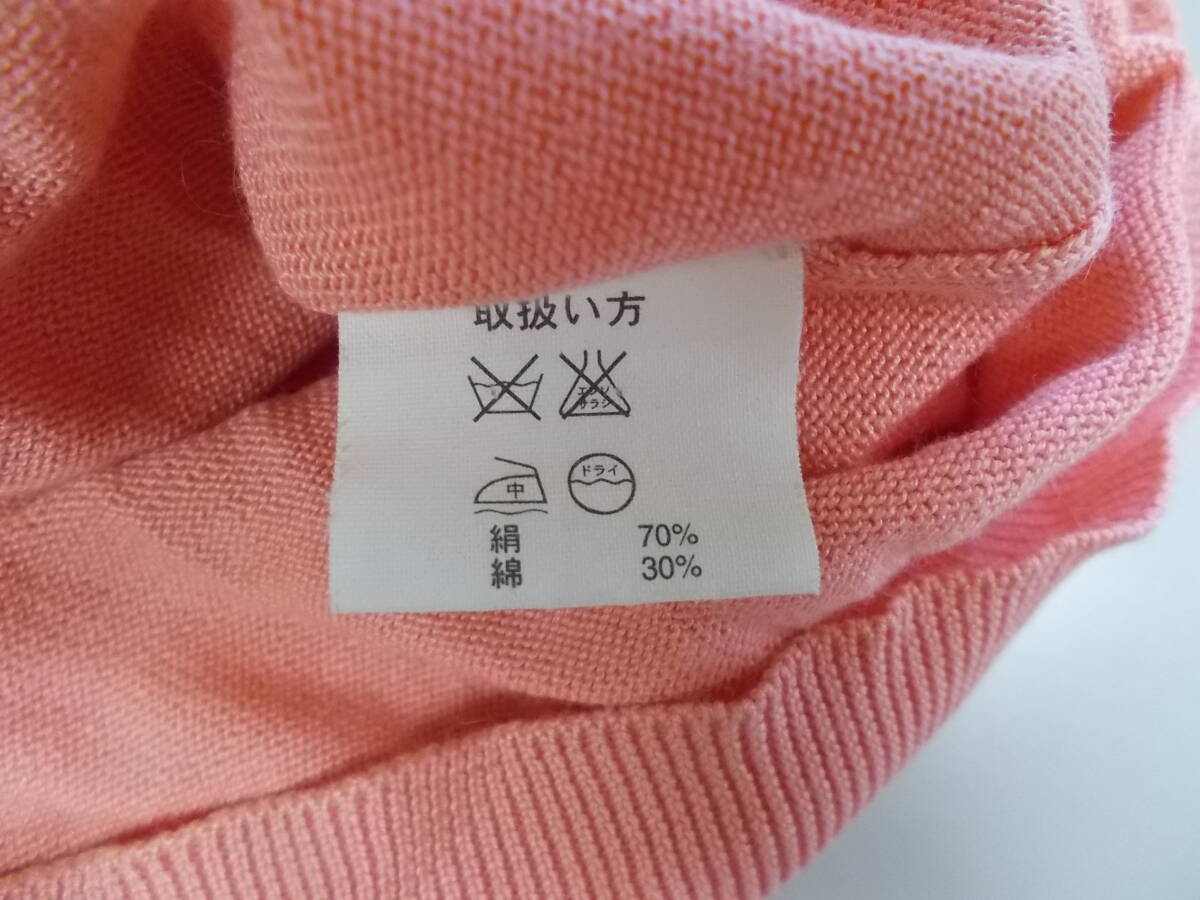 取扱い方
エンソ
サラシ
中
ドライ
絹 70%
綿 30%